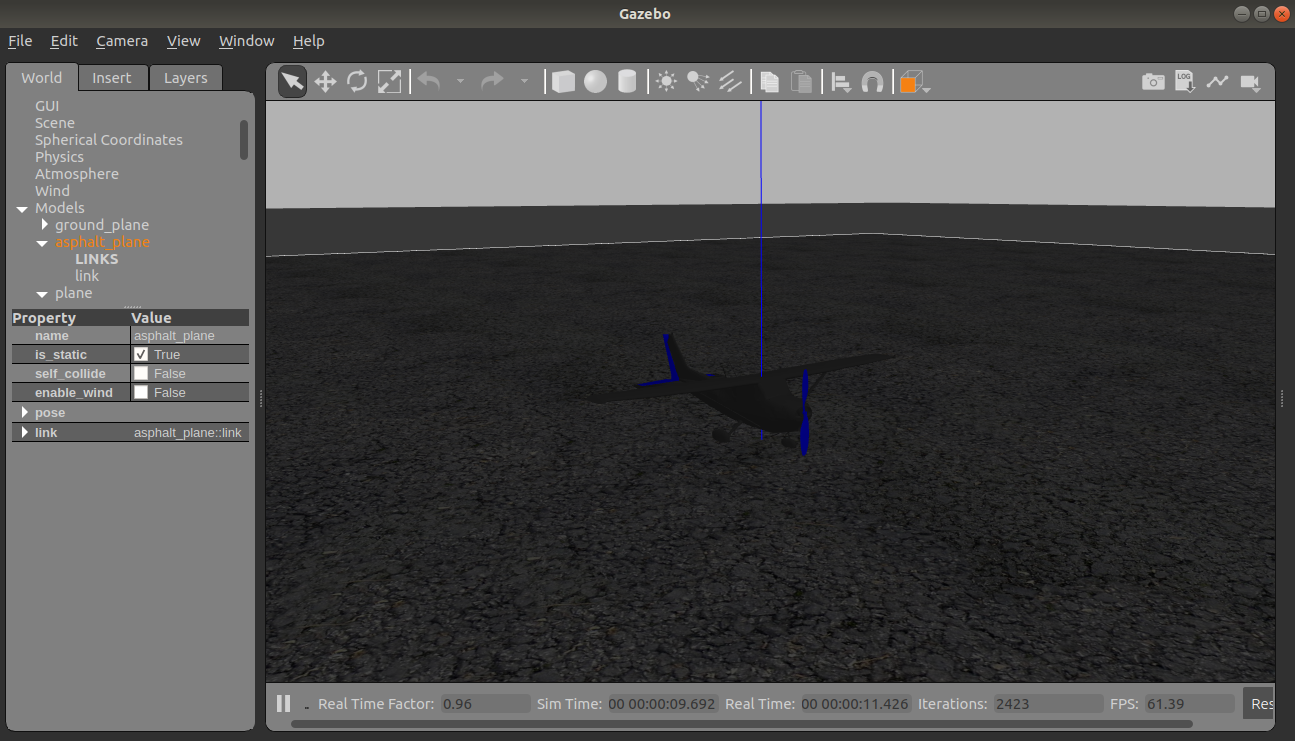 Gazebo
File Edit Camera View Window Help
World Insert Layers
LOG
GUI
Scene
Spherical Coordinates
Physics
Atmosphere
Wind
Models
ground_plane
asphalt_plane
LINKS
link
plane
Property Value
name asphalt_plane
is_static True
self_collide False
enable_wind False
pose
link asphalt_plane::link
Real Time Factor: 0.96 Sim Time: 00 00:00:09.692 Real Time: 00 00:00:11.426 Iterations: 2423 FPS: 61.39 Res